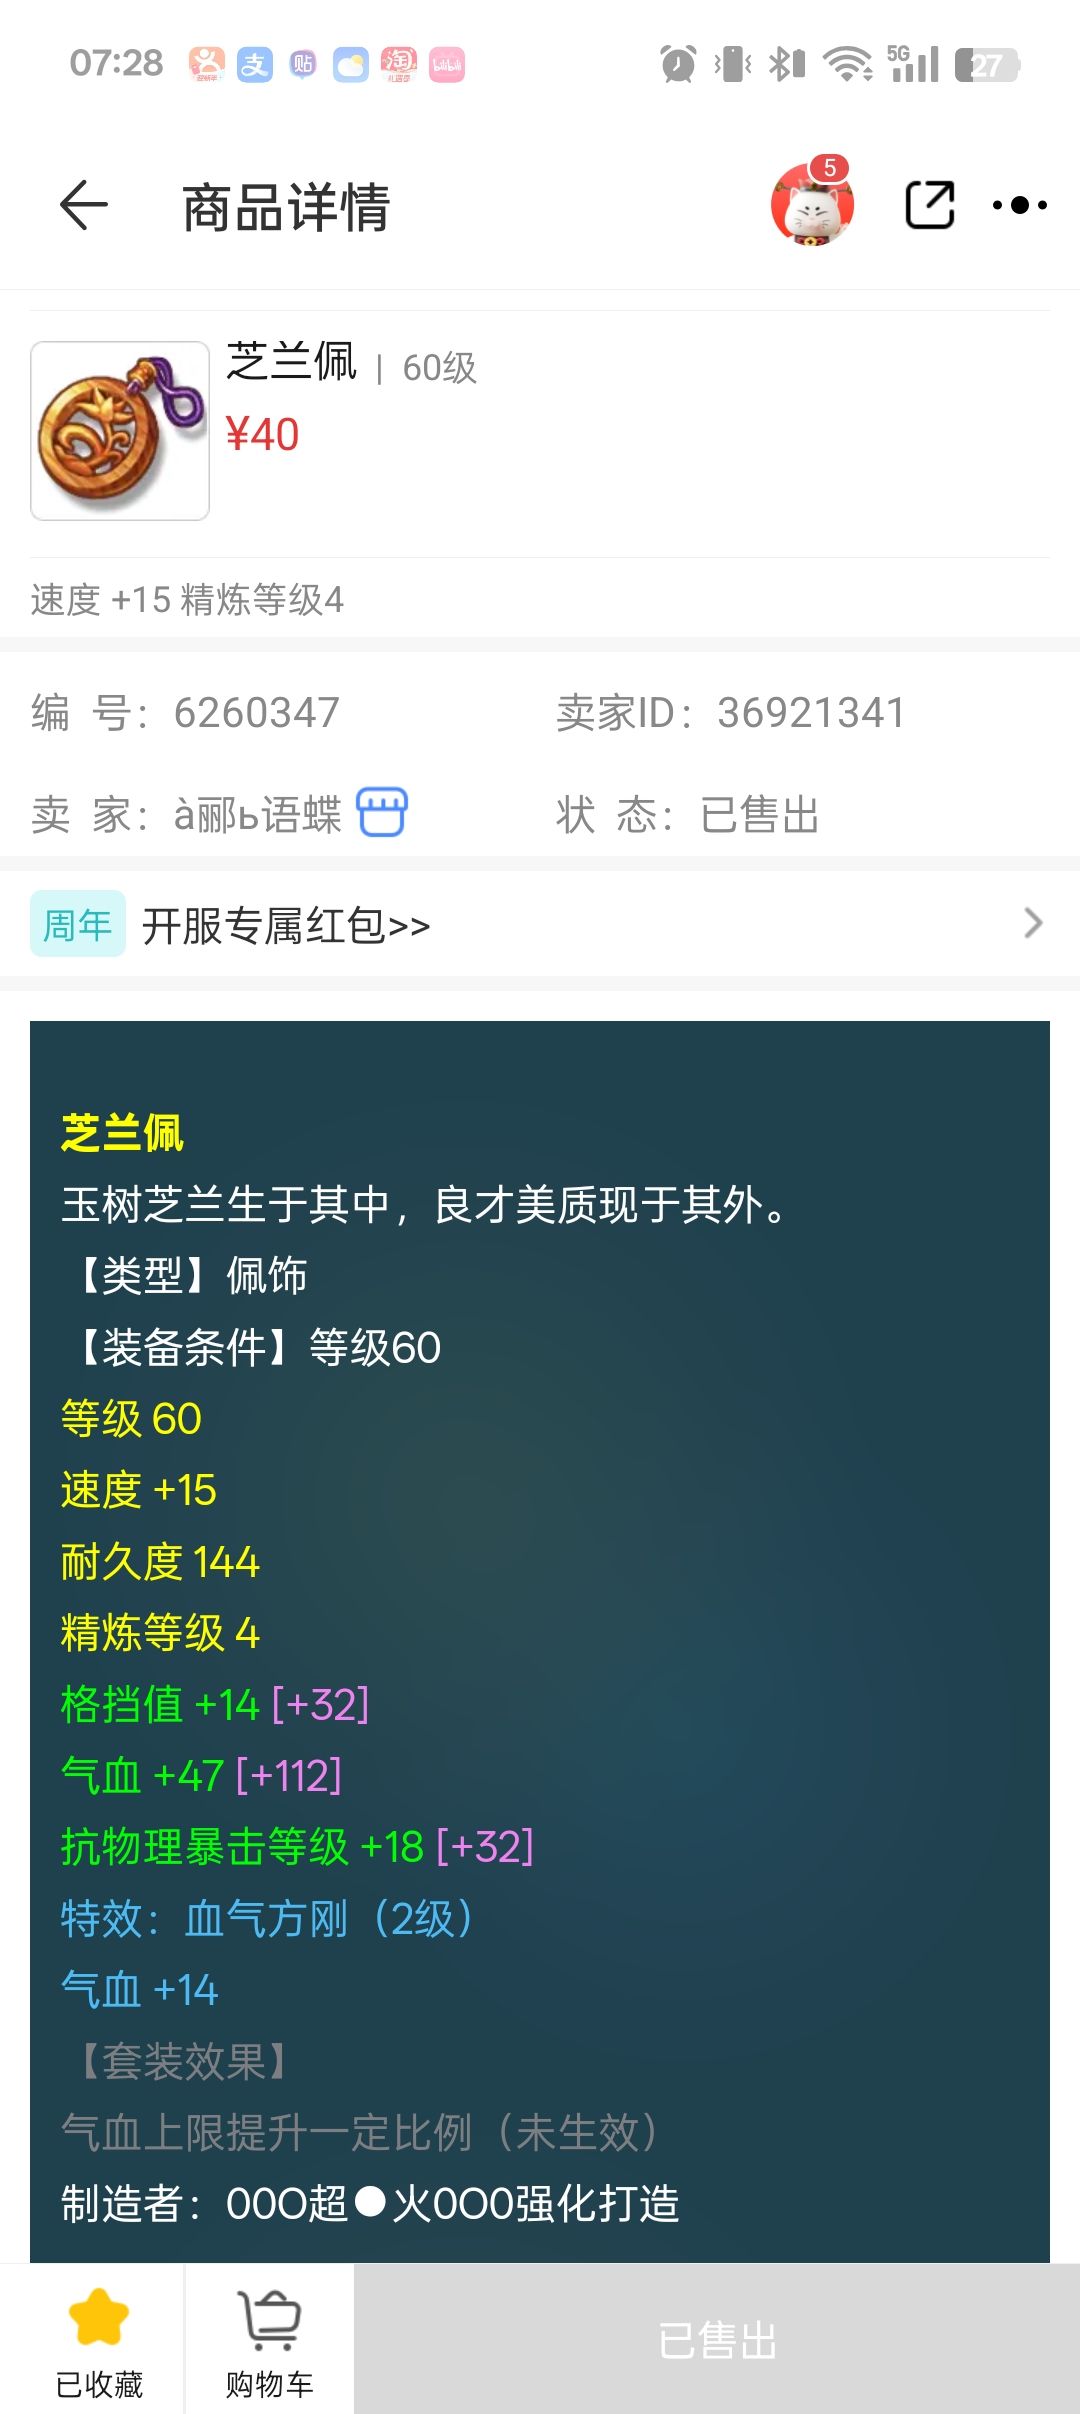 07:28
贴
淘
bilibili
5G
27
商品详情
5
芝兰佩 | 60级
¥40
速度 +15 精炼等级4
编 号：6260347
卖家ID：36921341
卖 家：à郦ь语蝶
状 态：已售出
周年 开服专属红包>>
芝兰佩
玉树芝兰生于其中，良才美质现于其外。
【类型】佩饰
【装备条件】等级60
等级 60
速度 +15
耐久度 144
精炼等级 4
格挡值 +14 [+32]
气血 +47 [+112]
抗物理暴击等级 +18 [+32]
特效：血气方刚（2级）
气血 +14
【套装效果】
气血上限提升一定比例（未生效）
制造者：00O超●火0O0强化打造
已收藏
购物车
已售出